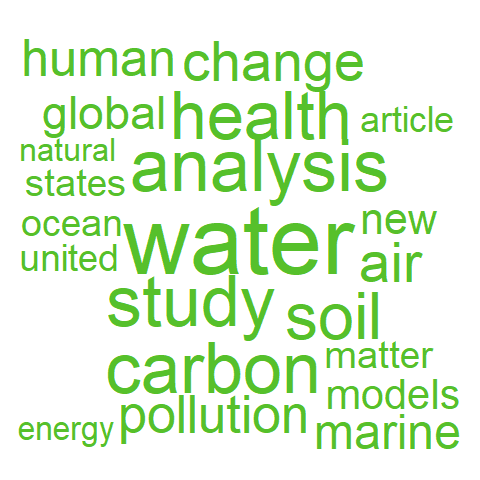 human change
global health article
natural analysis
states
ocean water new
united air
study soil
carbon matter
models
energy pollution marine